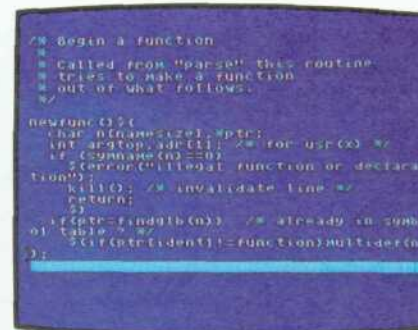 /* Begin a function
*
* Called from "parse" this routine
* tries to make a function
* out of what follows.
*/
newfunc()$(
char n[namesize],*ptr;
int argtop,adr[1]; /* for usr(x) */
if (symname(n)==0)
$(error("illegal function or declara
tion");
kill(); /* invalidate line */
return;
$)
if(ptr=findglb(n)) /* already in symb
ol table ? */
$(if(ptr[ident]!=function)multidef(n
);